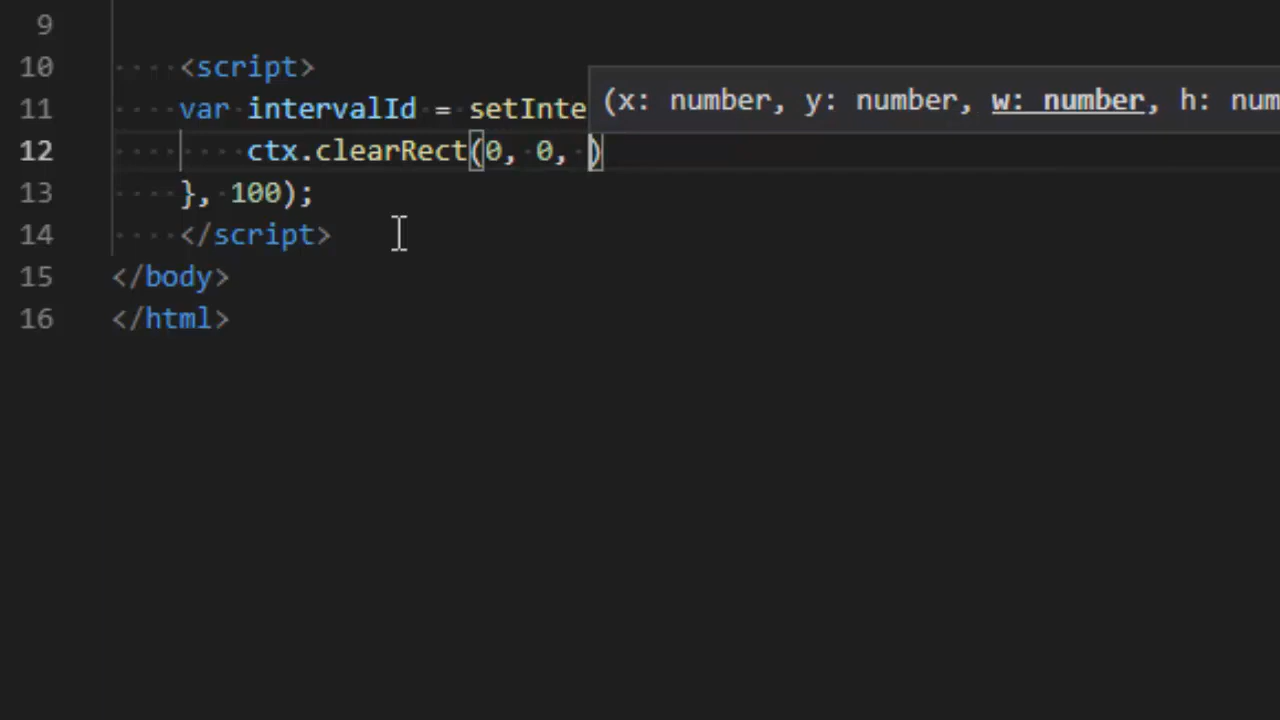 9
10 <script>
11 var intervalId = setInte
(x: number, y: number, w: number, h: num
12 ctx.clearRect(0, 0, )
13 }, 100);
14 </script>
15 </body>
16 </html>